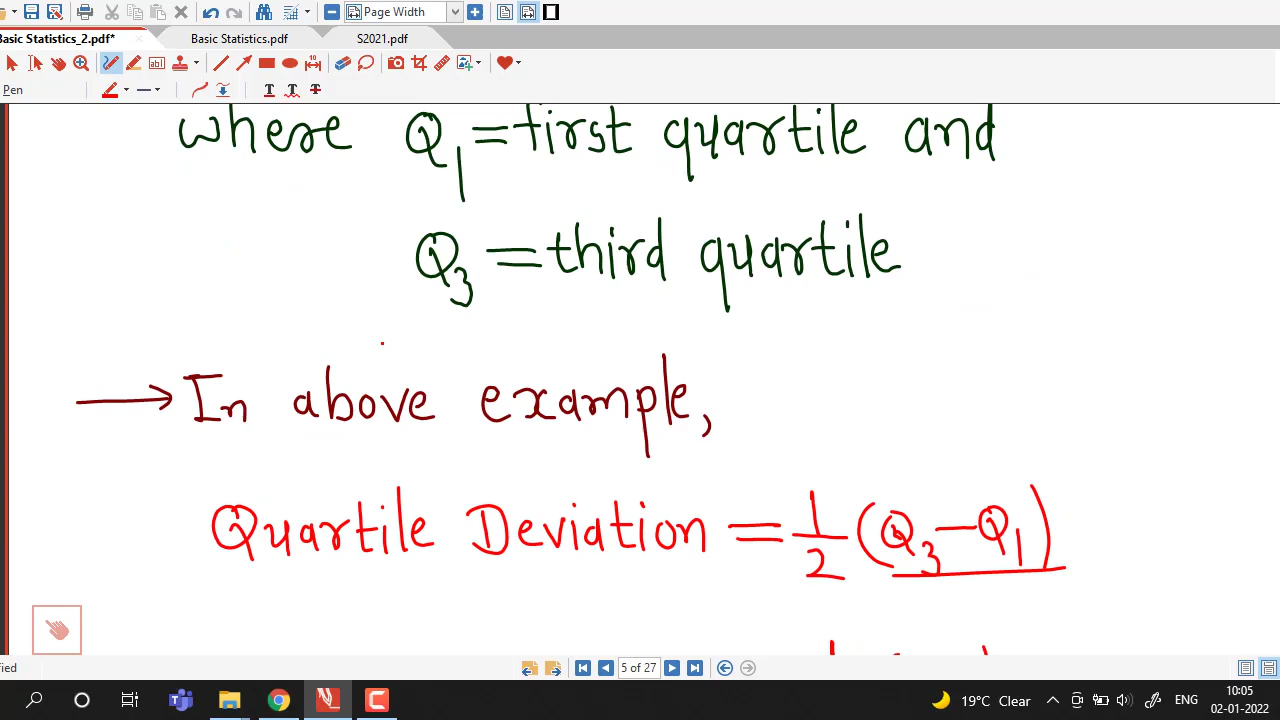 Page Width
Basic Statistics_2.pdf*
Basic Statistics.pdf
S2021.pdf
Pen
where Q1 = first quartile and
Q3 = third quartile
→ In above example,
Quartile Deviation = 1/2 (Q3 − Q1)
5 of 27
fied
19°C Clear
ENG
10:05
02-01-2022